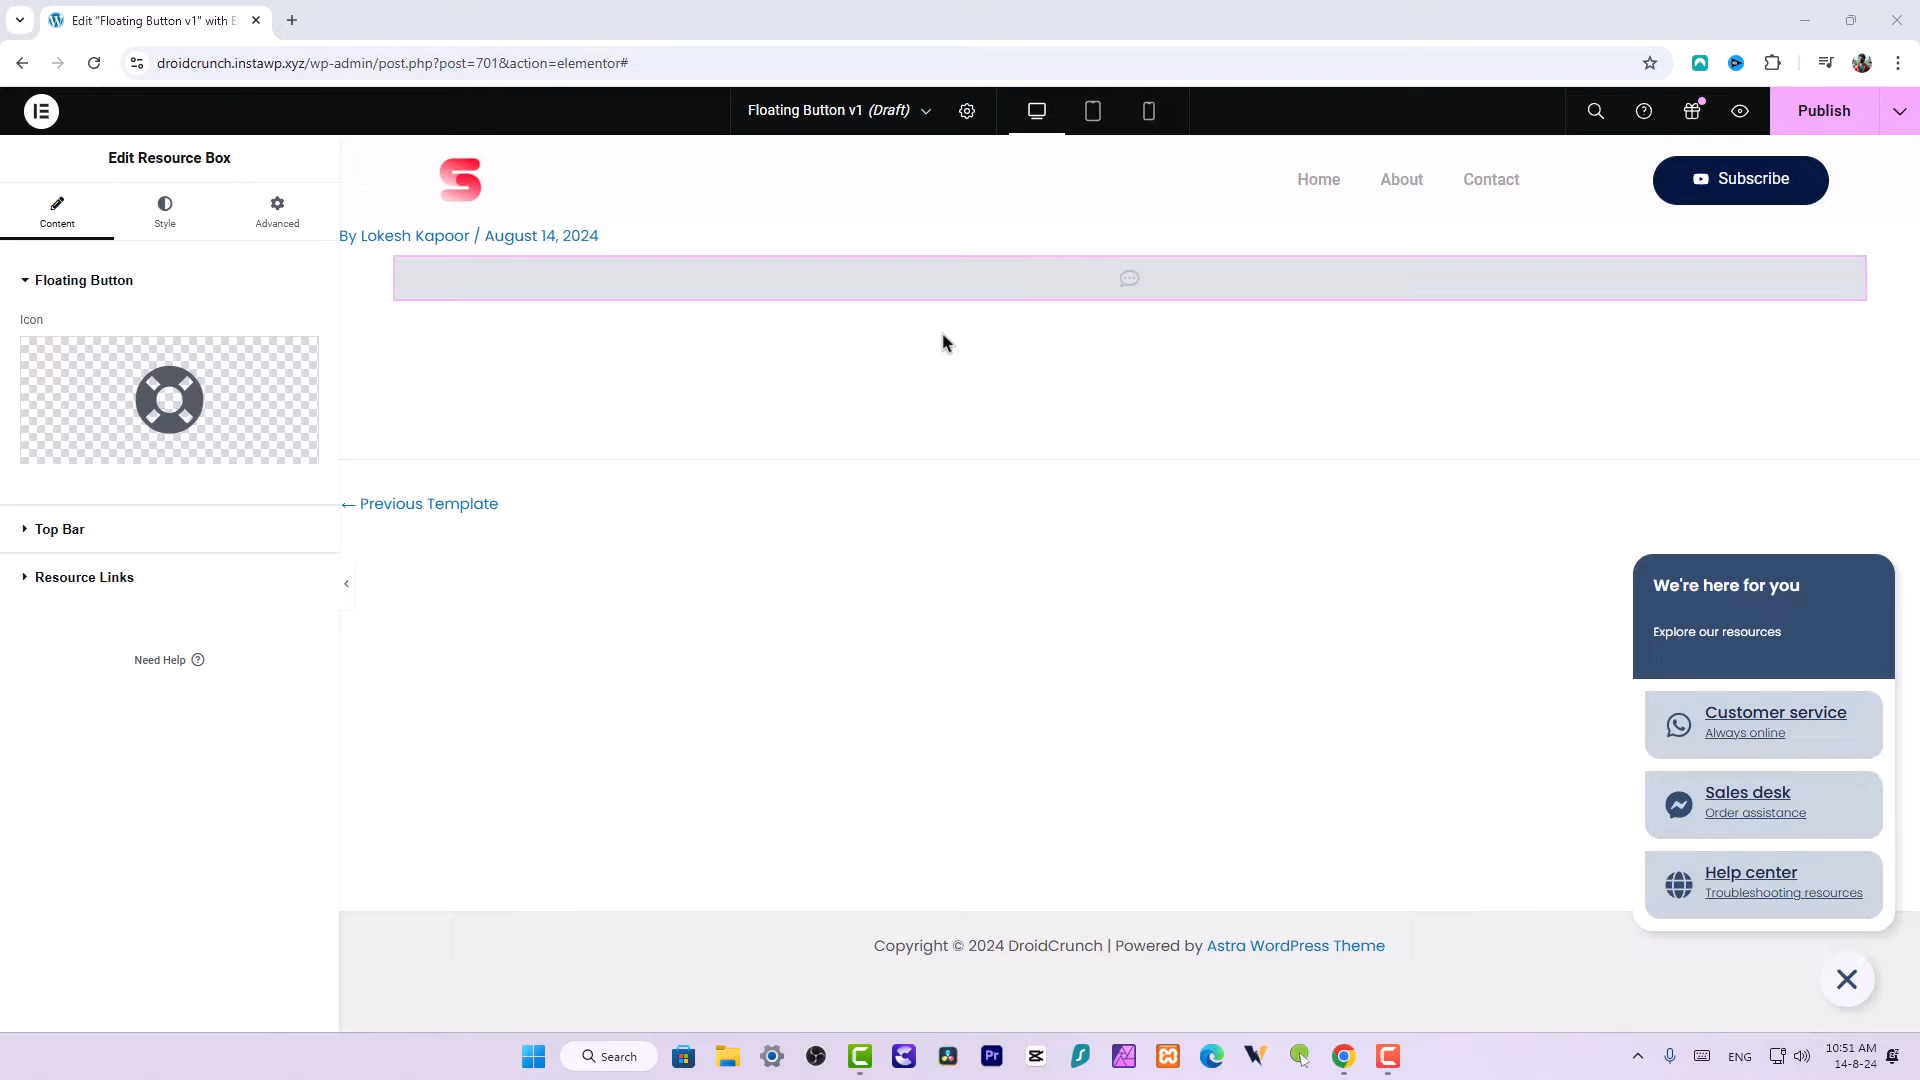 Edit "Floating Button v1" with E
droidcrunch.instawp.xyz/wp-admin/post.php?post=701&action=elementor#
Floating Button v1 (Draft)
Publish
Edit Resource Box
Content
Style
Advanced
Floating Button
Icon
Top Bar
Resource Links
Need Help
Home
About
Contact
Subscribe
By Lokesh Kapoor / August 14, 2024
← Previous Template
We're here for you
Explore our resources
Customer service
Always online
Sales desk
Order assistance
Help center
Troubleshooting resources
Copyright © 2024 DroidCrunch | Powered by Astra WordPress Theme
Search
Pr
ENG
10:51 AM
14-8-24